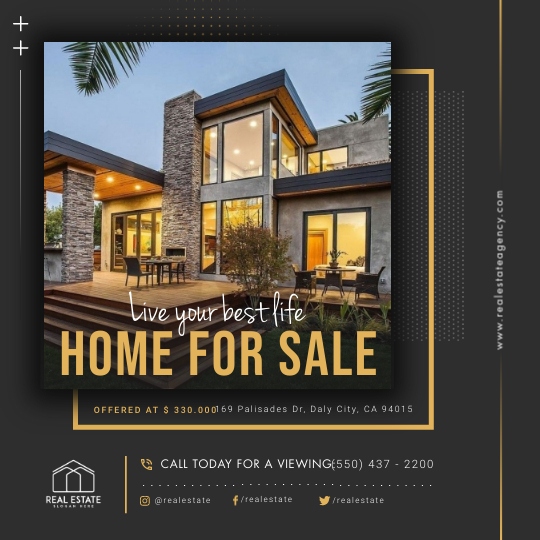 Live your best life
HOME FOR SALE
OFFERED AT $ 330.000
169 Palisades Dr, Daly City, CA 94015
www.realestateagency.com
CALL TODAY FOR A VIEWING
(550) 437 - 2200
@realestate
/realestate
/realestate
REAL ESTATE
SLOGAN HERE